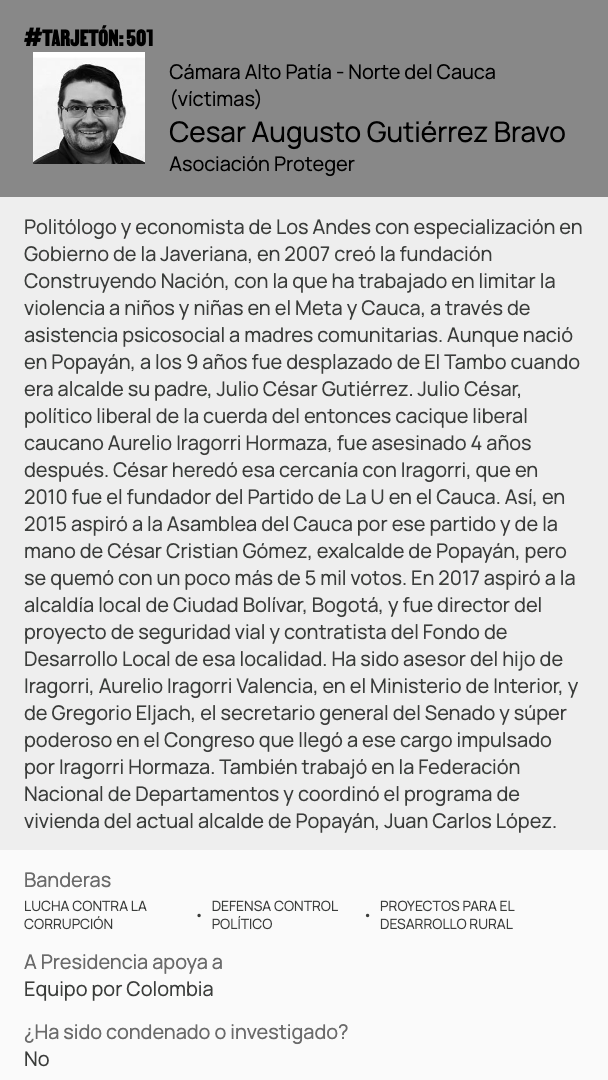 #TARJETÓN: 501
Cámara Alto Patía - Norte del Cauca
(víctimas)
Cesar Augusto Gutiérrez Bravo
Asociación Proteger
Politólogo y economista de Los Andes con especialización en
Gobierno de la Javeriana, en 2007 creó la fundación
Construyendo Nación, con la que ha trabajado en limitar la
violencia a niños y niñas en el Meta y Cauca, a través de
asistencia psicosocial a madres comunitarias. Aunque nació
en Popayán, a los 9 años fue desplazado de El Tambo cuando
era alcalde su padre, Julio César Gutiérrez. Julio César,
político liberal de la cuerda del entonces cacique liberal
caucano Aurelio Iragorri Hormaza, fue asesinado 4 años
después. César heredó esa cercanía con Iragorri, que en
2010 fue el fundador del Partido de La U en el Cauca. Así, en
2015 aspiró a la Asamblea del Cauca por ese partido y de la
mano de César Cristian Gómez, exalcalde de Popayán, pero
se quemó con un poco más de 5 mil votos. En 2017 aspiró a la
alcaldía local de Ciudad Bolívar, Bogotá, y fue director del
proyecto de seguridad vial y contratista del Fondo de
Desarrollo Local de esa localidad. Ha sido asesor del hijo de
Iragorri, Aurelio Iragorri Valencia, en el Ministerio de Interior, y
de Gregorio Eljach, el secretario general del Senado y súper
poderoso en el Congreso que llegó a ese cargo impulsado
por Iragorri Hormaza. También trabajó en la Federación
Nacional de Departamentos y coordinó el programa de
vivienda del actual alcalde de Popayán, Juan Carlos López.
Banderas
LUCHA CONTRA LA CORRUPCIÓN
• DEFENSA CONTROL POLÍTICO
• PROYECTOS PARA EL DESARROLLO RURAL
A Presidencia apoya a
Equipo por Colombia
¿Ha sido condenado o investigado?
No